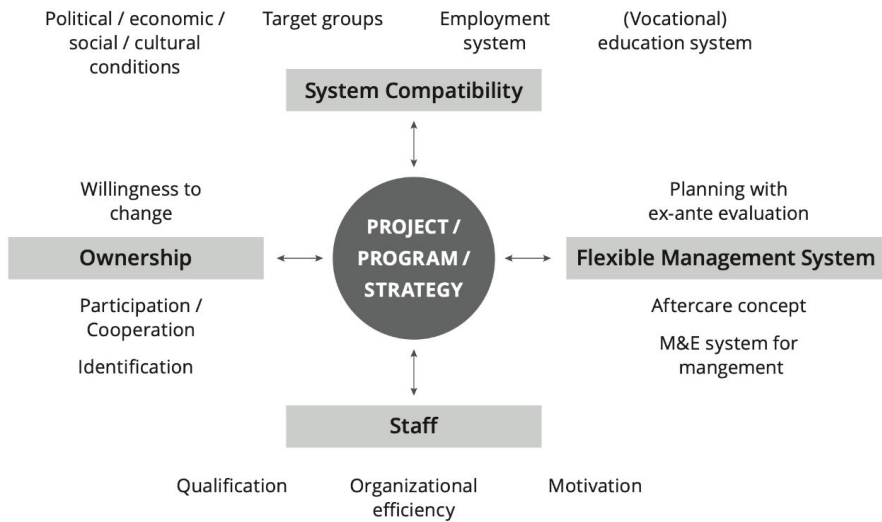 Political / economic /
social / cultural
conditions
Target groups
Employment
system
(Vocational)
education system
System Compatibility
Willingness to
change
Ownership
Participation /
Cooperation
Identification
PROJECT /
PROGRAM /
STRATEGY
Planning with
ex-ante evaluation
Flexible Management System
Aftercare concept
M&E system for
mangement
Staff
Qualification
Organizational
efficiency
Motivation